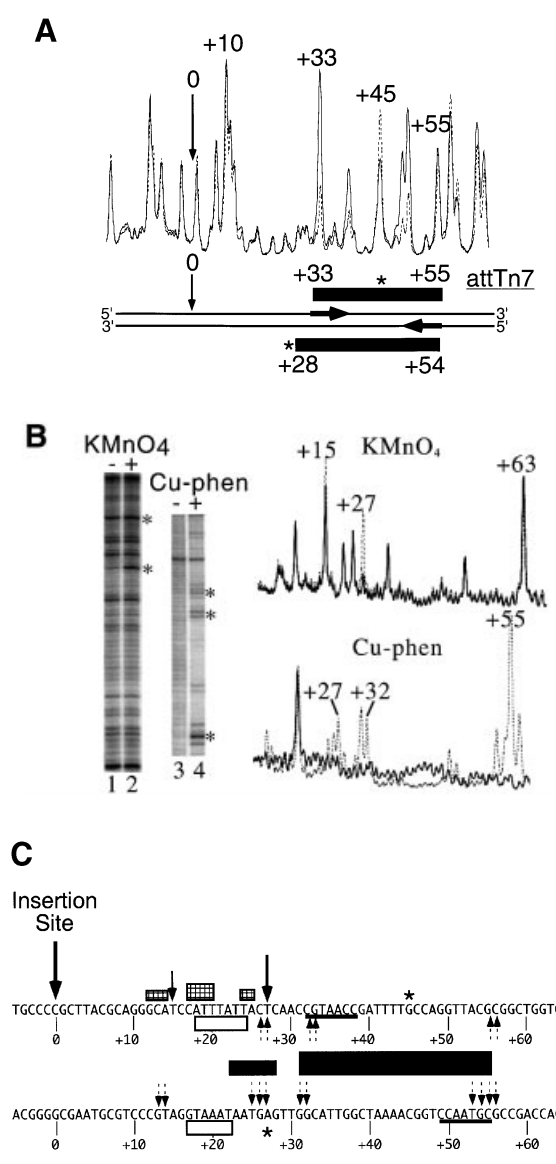 A
+10
0
+33
+45
+55
0
+33
*
+55
attTn7
5'
3'
3'
5'
*
+28
+54
B
KMnO4
- +
Cu-phen
- +
*
*
*
*
*
1 2
3 4
+15
KMnO4
+27
+63
+55
Cu-phen
+27
+32
C
Insertion
Site
*
TGCCCCGCTTACGCAGGGCATCCATTTATTACTCAACCGTAACCGATTTTGCCAGGTTACGCGGCTGGTC
0 +10 +20 +30 +40 +50 +60
ACGGGGCGAATGCGTCCCGTAGGTAAATAATGAGTTGGCATTGGCTAAAACGGTCCAATGCGCCGACCAG
0 +10 +20 * +30 +40 +50 +60